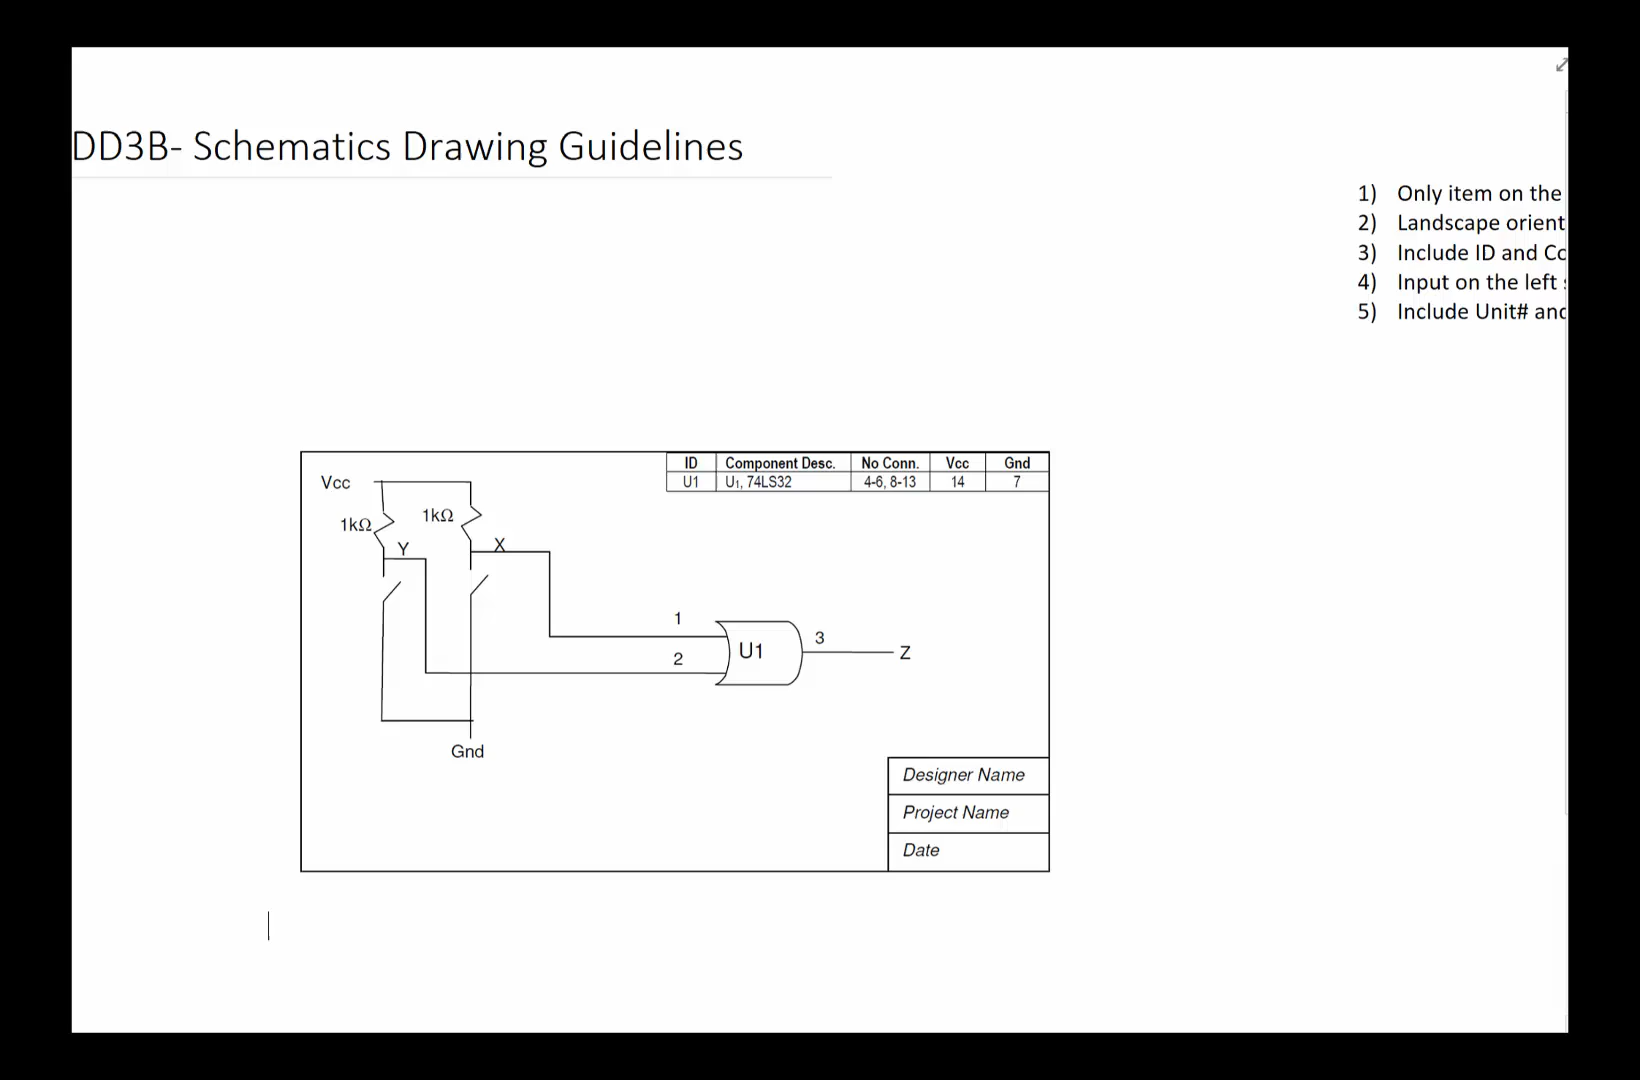 DD3B- Schematics Drawing Guidelines
1) Only item on the
2) Landscape orient
3) Include ID and Co
4) Input on the left
5) Include Unit# and
ID Component Desc. No Conn. Vcc Gnd
U1 U₁, 74LS32 4-6, 8-13 14 7
Vcc
1kΩ
1kΩ
Y
X
1
2
U1
3
Z
Gnd
Designer Name
Project Name
Date